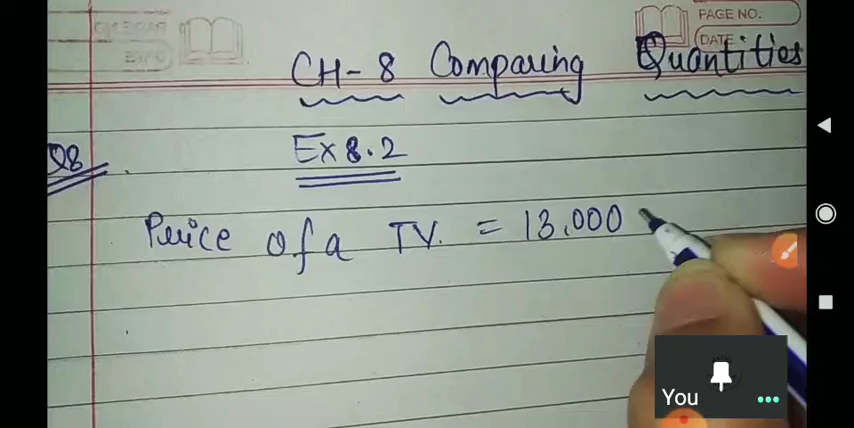 PAGE NO.
DATE
CH-8 Comparing Quantities
Q8
Ex 8.2
Price of a TV. = 13,000
You